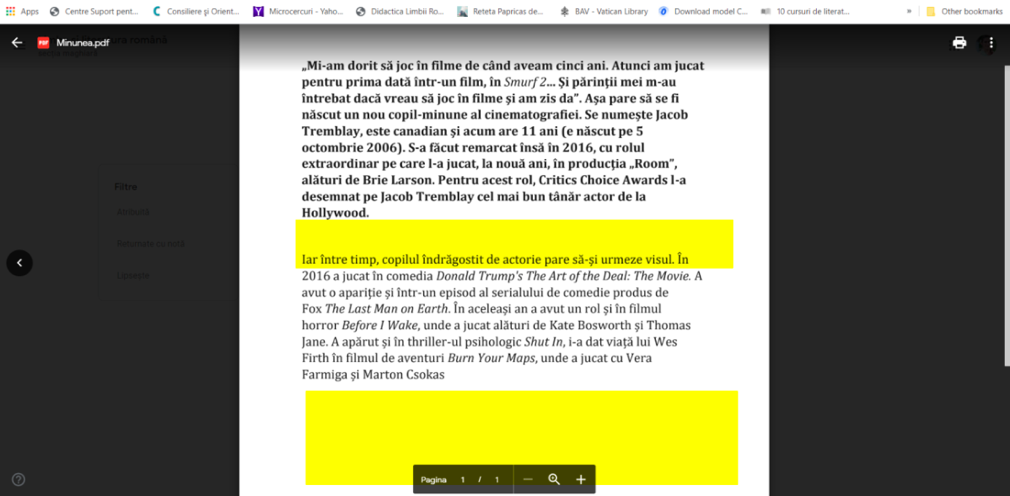 Apps Centre Suport pent... Consiliere și Orient... Microcercuri - Yaho... Didactica Limbii Ro... Reteta Papricas de... BAV - Vatican Library Download model C... 10 cursuri de literat... » Other bookmarks
Minunea.pdf
română
Filtre
Atribuită
Returnate cu notă
Lipsește
„Mi-am dorit să joc în filme de când aveam cinci ani. Atunci am jucat
pentru prima dată într-un film, în Smurf 2... Și părinții mei m-au
întrebat dacă vreau să joc în filme și am zis da”. Așa pare să se fi
născut un nou copil-minune al cinematografiei. Se numește Jacob
Tremblay, este canadian și acum are 11 ani (e născut pe 5
octombrie 2006). S-a făcut remarcat însă în 2016, cu rolul
extraordinar pe care l-a jucat, la nouă ani, în producția „Room”,
alături de Brie Larson. Pentru acest rol, Critics Choice Awards l-a
desemnat pe Jacob Tremblay cel mai bun tânăr actor de la
Hollywood.
Iar între timp, copilul îndrăgostit de actorie pare să-și urmeze visul. În
2016 a jucat în comedia Donald Trump's The Art of the Deal: The Movie. A
avut o apariție și într-un episod al serialului de comedie produs de
Fox The Last Man on Earth. În aceleași an a avut un rol și în filmul
horror Before I Wake, unde a jucat alături de Kate Bosworth și Thomas
Jane. A apărut și în thriller-ul psihologic Shut In, i-a dat viață lui Wes
Firth în filmul de aventuri Burn Your Maps, unde a jucat cu Vera
Farmiga și Marton Csokas
Pagina 1 / 1